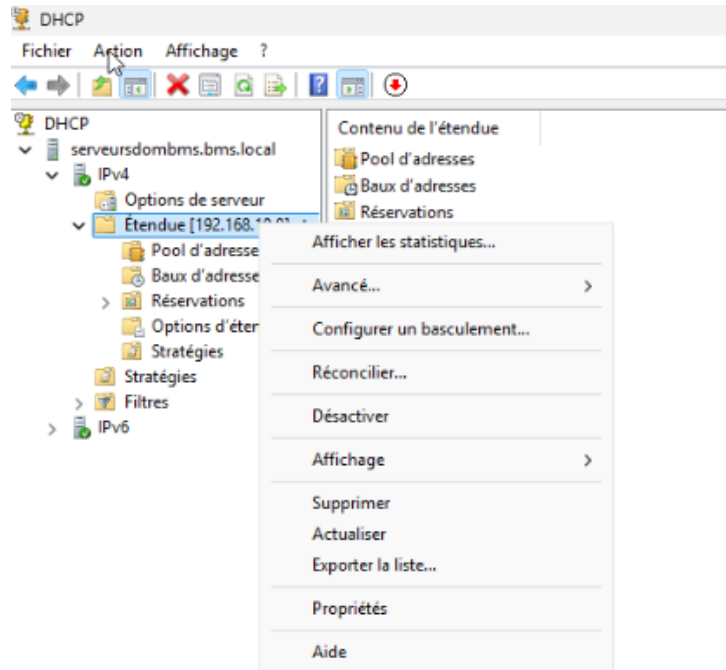 DHCP
Fichier Action Affichage ?
DHCP
serveursdombms.bms.local
IPv4
Options de serveur
Étendue [192.168.
Pool d'adresse
Baux d'adresse
Réservations
Options d'éten
Stratégies
Stratégies
Filtres
IPv6
Contenu de l'étendue
Pool d'adresses
Baux d'adresses
Réservations
Afficher les statistiques...
Avancé...
Configurer un basculement...
Réconcilier...
Désactiver
Affichage
Supprimer
Actualiser
Exporter la liste...
Propriétés
Aide